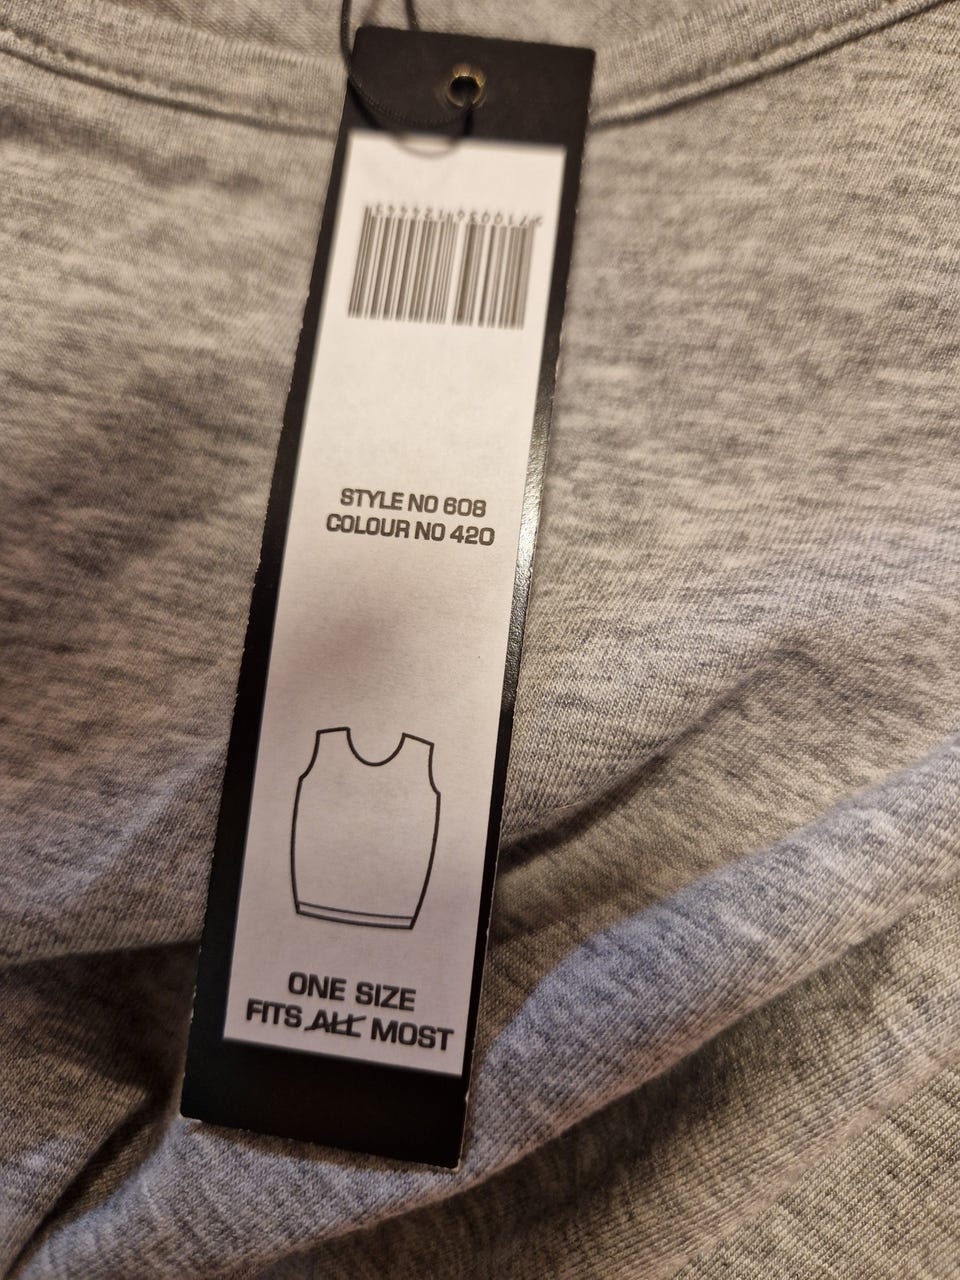 STYLE NO 608
COLOUR NO 420
ONE SIZE
FITS ALL MOST